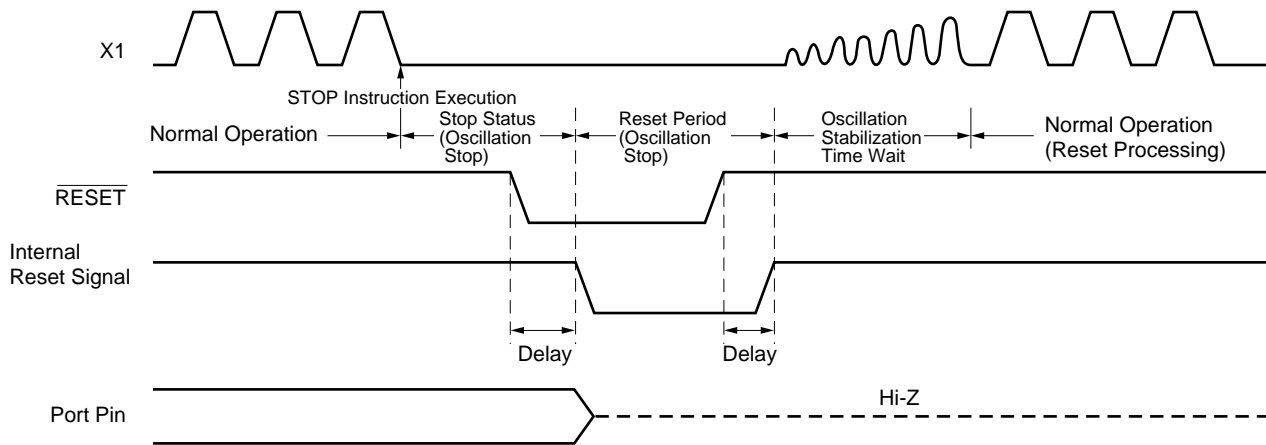 X1
STOP Instruction Execution
Normal Operation
Stop Status
(Oscillation
Stop)
Reset Period
(Oscillation
Stop)
Oscillation
Stabilization
Time Wait
Normal Operation
(Reset Processing)
RESET
Internal
Reset Signal
Delay
Delay
Port Pin
Hi-Z